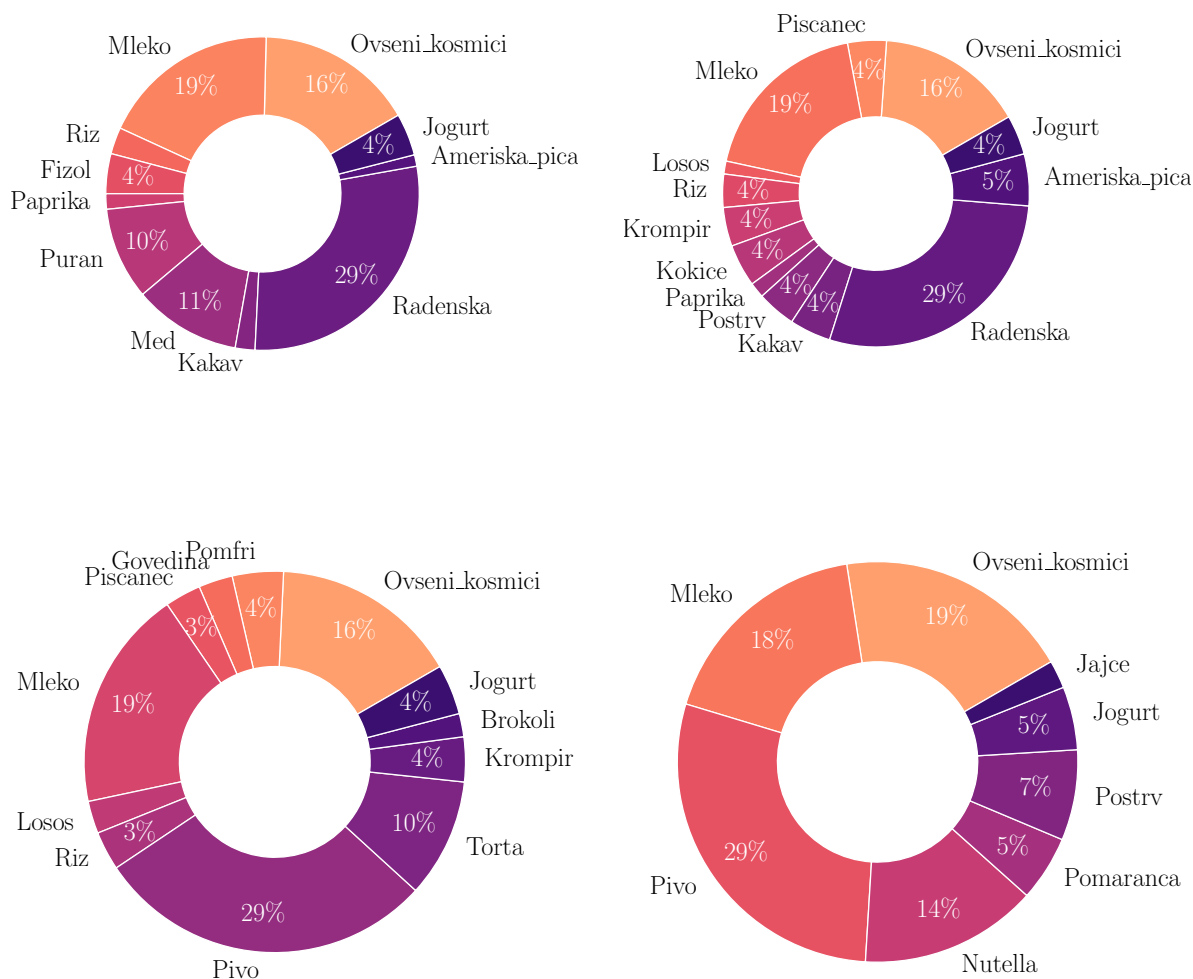 Mleko
Ovseni_kosmici
19%
16%
Riz
Jogurt
4%
Ameriska_pica
Fizol
4%
Paprika
Puran
10%
29%
11%
Radenska
Med
Kakav
Piscanec
Ovseni_kosmici
Mleko
4%
16%
19%
Jogurt
4%
Losos
Ameriska_pica
5%
Riz
4%
Krompir
4%
Kokice
4%
Paprika
4%
4%
29%
Postrv
Radenska
Kakav
Pomfri
Govedina
Piscanec
Ovseni_kosmici
4%
3%
16%
Mleko
Jogurt
19%
4%
Brokoli
4%
Krompir
Losos
3%
10%
Riz
Torta
29%
Pivo
Ovseni_kosmici
Mleko
19%
18%
Jajce
Jogurt
5%
7%
Postrv
29%
5%
Pivo
Pomaranca
14%
Nutella